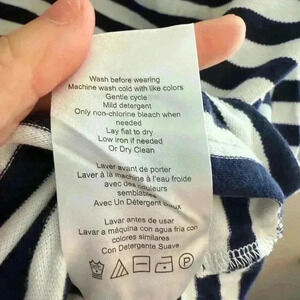 Wash before wearing
Machine wash cold with like colors
Gentle cycle
Mild detergent
Only non-chlorine bleach when
needed
Lay flat to dry
Low iron if needed
Or Dry Clean
Laver avant de porter
Laver à la machine à l'eau froide
avec des couleurs
semblables
Avec Un Détergent Doux
Lavar antes de usar
Lavar a máquina con agua fria con
colores similares
Con Detergente Suave
P